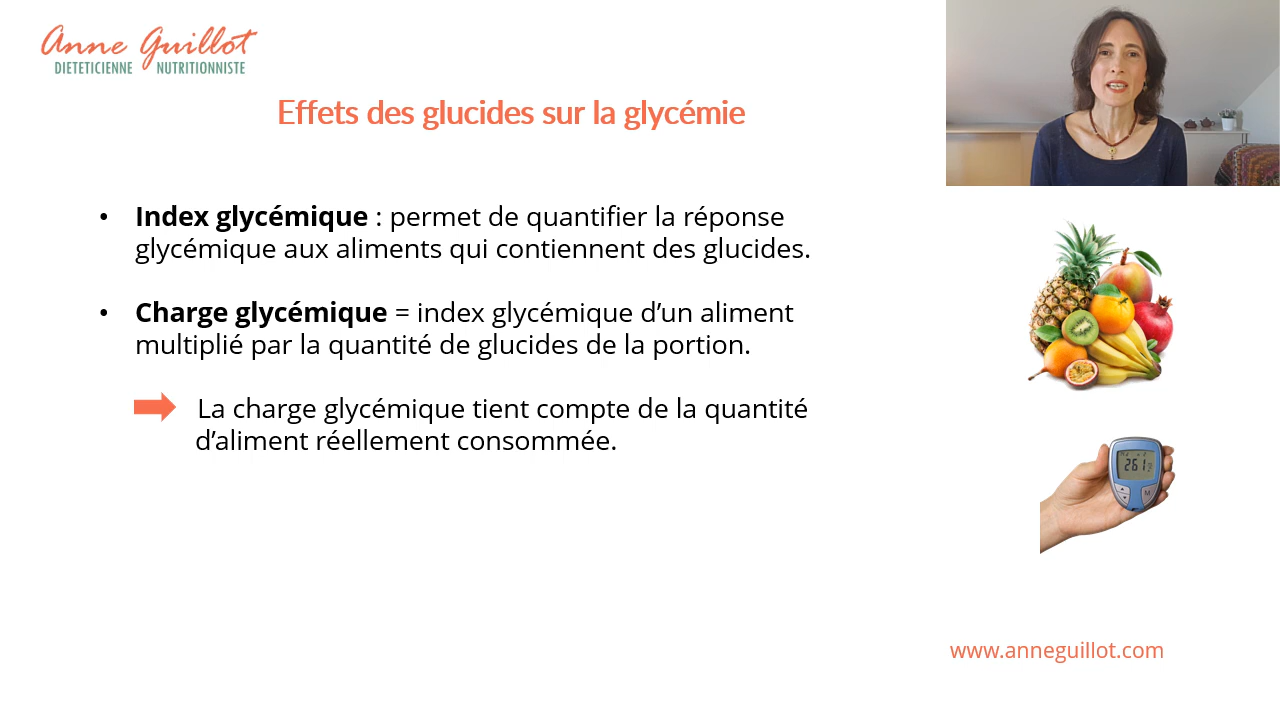 Anne Guillot
DIETETICIENNE NUTRITIONNISTE
Effets des glucides sur la glycémie
• Index glycémique : permet de quantifier la réponse
glycémique aux aliments qui contiennent des glucides.
• Charge glycémique = index glycémique d’un aliment
multiplié par la quantité de glucides de la portion.
La charge glycémique tient compte de la quantité
d’aliment réellement consommée.
261
M
www.anneguillot.com